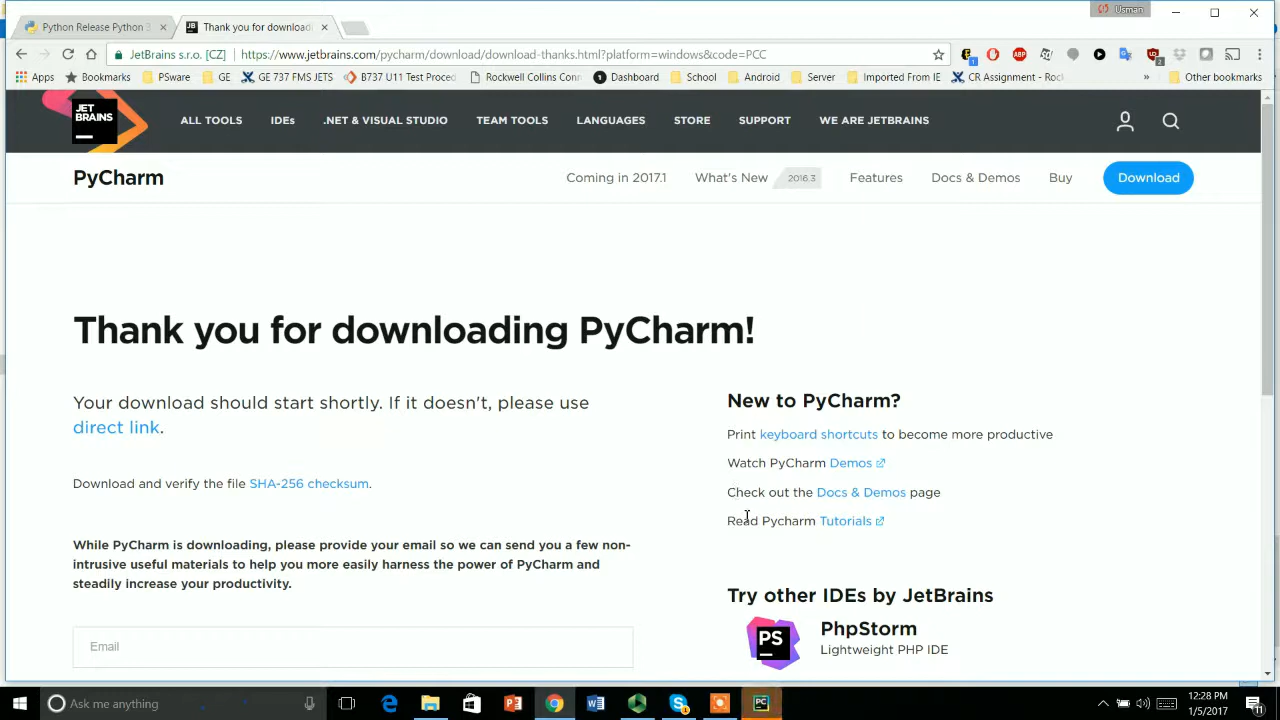 Usman
Python Release Python 3
Thank you for downloadi
JetBrains s.r.o. [CZ]
https://www.jetbrains.com/pycharm/download/download-thanks.html?platform=windows&code=PCC
Apps
Bookmarks
PSware
GE
GE 737 FMS JETS
B737 U11 Test Proce
Rockwell Collins Conn
Dashboard
School
Android
Server
Imported From IE
CR Assignment - Rock
»
Other bookmarks
JET
BRAINS
ALL TOOLS
IDEs
.NET & VISUAL STUDIO
TEAM TOOLS
LANGUAGES
STORE
SUPPORT
WE ARE JETBRAINS
PyCharm
Coming in 2017.1
What's New
2016.3
Features
Docs & Demos
Buy
Download
Thank you for downloading PyCharm!
Your download should start shortly. If it doesn't, please use
direct link.
Download and verify the file SHA-256 checksum.
While PyCharm is downloading, please provide your email so we can send you a few non-
intrusive useful materials to help you more easily harness the power of PyCharm and
steadily increase your productivity.
Email
New to PyCharm?
Print keyboard shortcuts to become more productive
Watch PyCharm Demos
Check out the Docs & Demos page
Read Pycharm Tutorials
Try other IDEs by JetBrains
PS
PhpStorm
Lightweight PHP IDE
Ask me anything
12:28 PM
1/5/2017